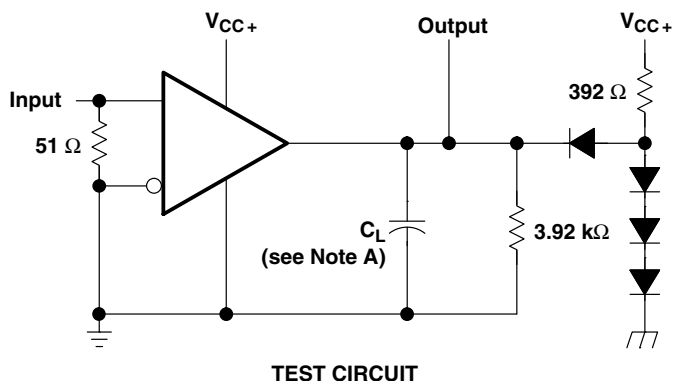 VCC+
Output
VCC+
Input
392 Ω
51 Ω
CL
(see Note A)
3.92 kΩ
TEST CIRCUIT